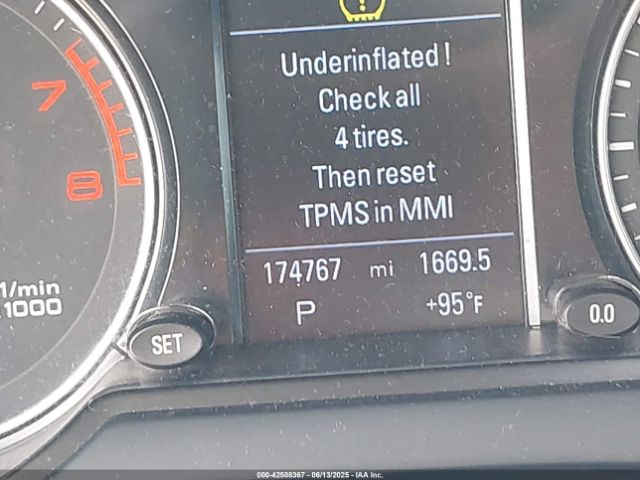 Underinflated !
Check all
4 tires.
Then reset
TPMS in MMI
174767 mi 1669.5
P +95°F
7
8
1/min
1000
SET
0.0
000-42508367 - 06/13/2025 - IAA Inc.